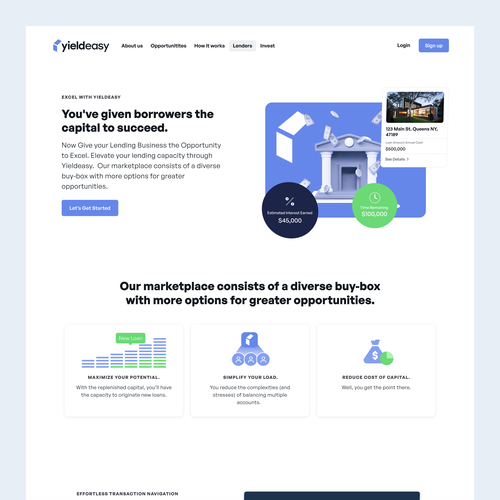 yieldeasy
About us Opportunitites How It works Lenders Invest
Login Sign up
EXCEL WITH YIELDEASY
You've given borrowers the
capital to succeed.
Now Give your Lending Business the Opportunity
to Excel. Elevate your lending capacity through
Yieldeasy. Our marketplace consists of a diverse
buy-box with more options for greater
opportunities.
Let's Get Started
123 Main St. Queens NY,
47189
$500,000
See Details >
Estimated Interest Earned
$45,000
Time Remaining
$100,000
Our marketplace consists of a diverse buy-box
with more options for greater opportunities.
New Loan
MAXIMIZE YOUR POTENTIAL.
With the replenished capital, you'll have
the capacity to originate new loans.
SIMPLIFY YOUR LOAD.
You reduce the complexities (and
stresses) of balancing multiple
accounts.
$
REDUCE COST OF CAPITAL.
Well, you get the point there.
EFFORTLESS TRANSACTION NAVIGATION